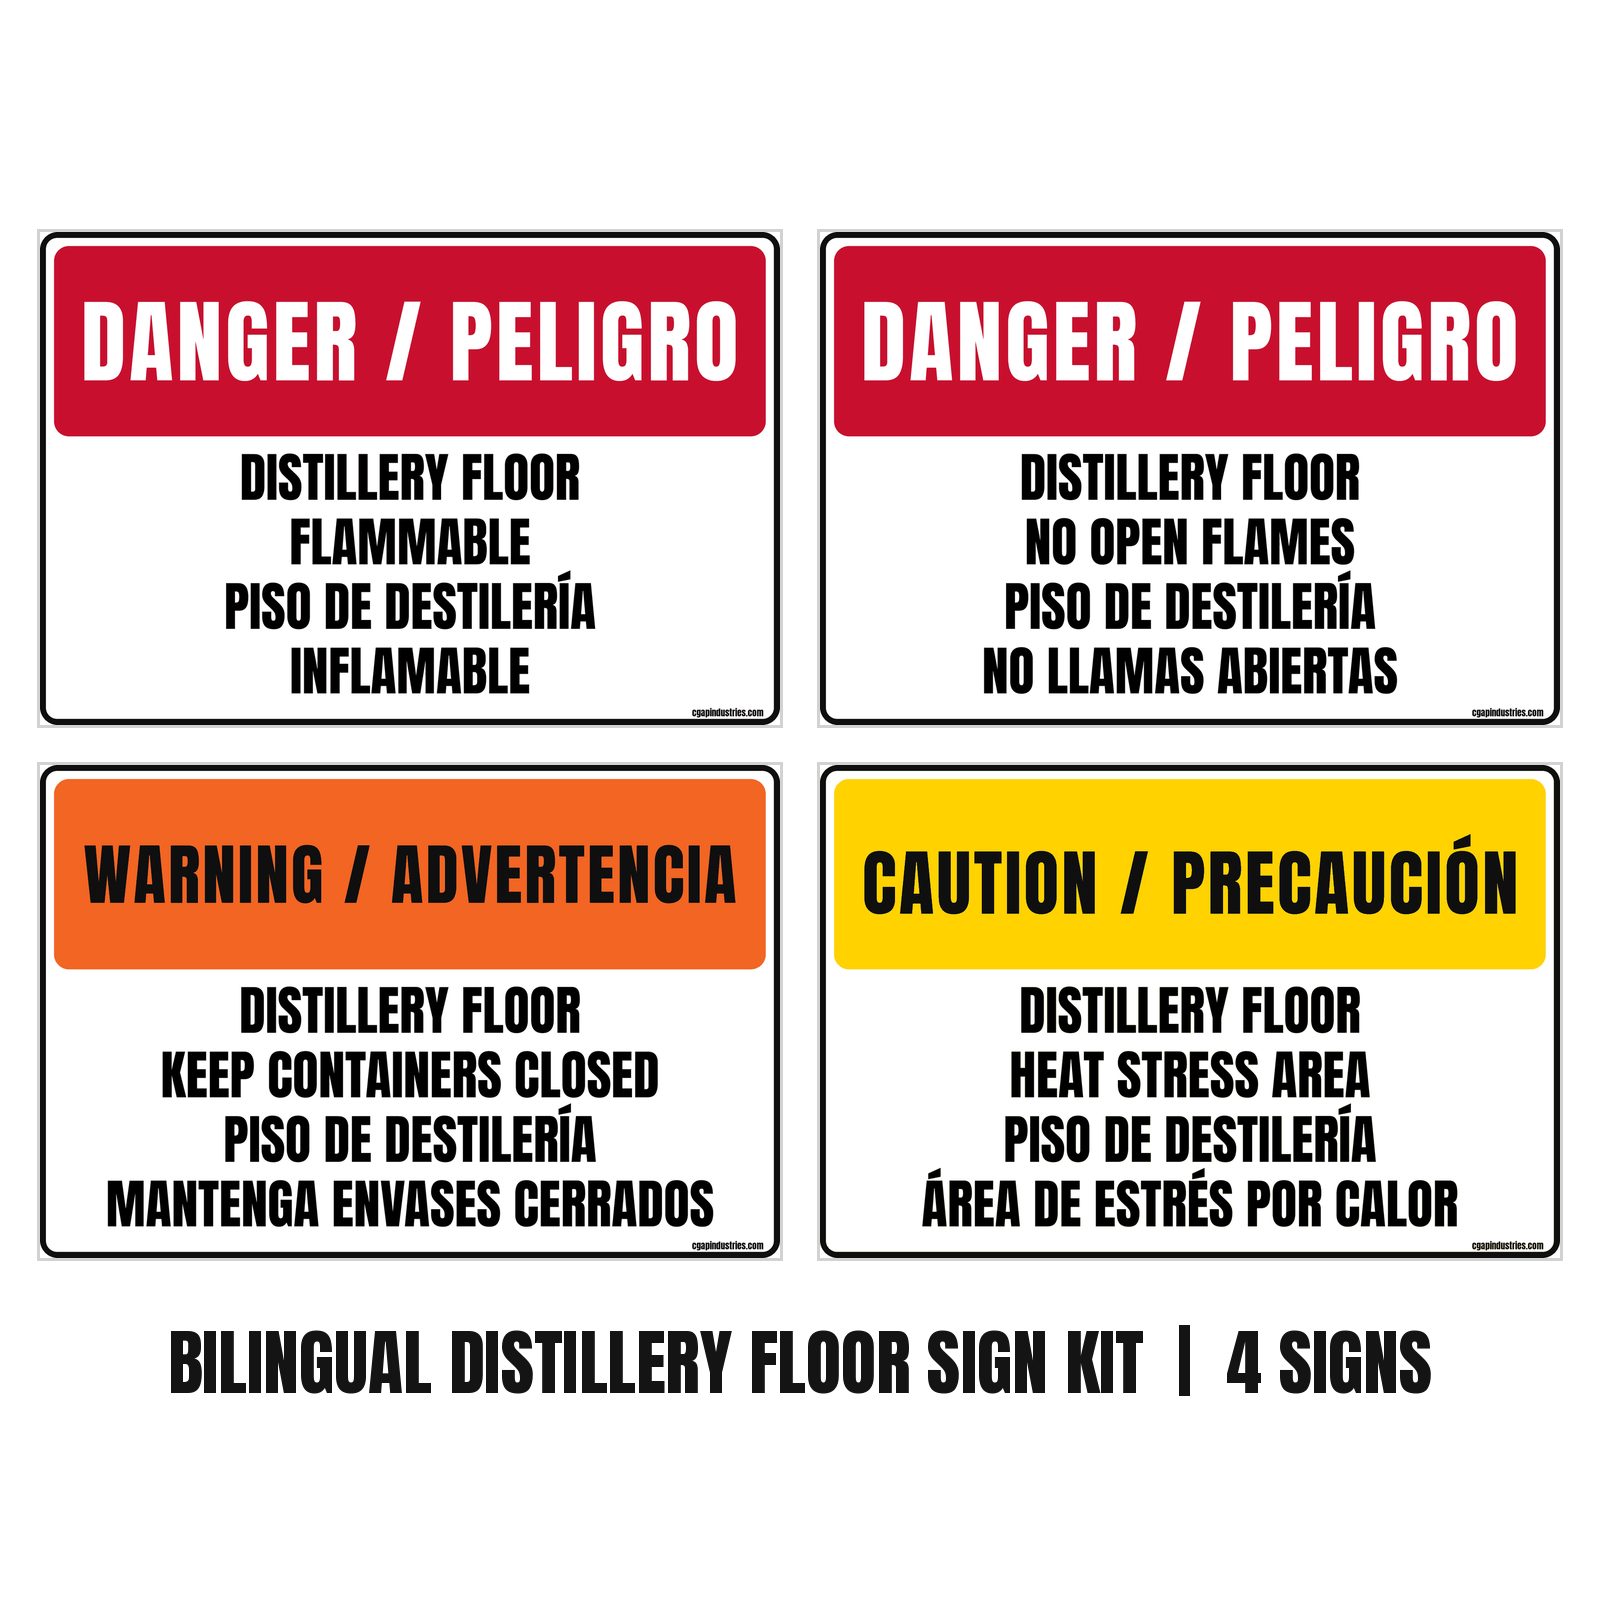 DANGER / PELIGRO
DISTILLERY FLOOR
FLAMMABLE
PISO DE DESTILERÍA
INFLAMABLE
cgapindustries.com
DANGER / PELIGRO
DISTILLERY FLOOR
NO OPEN FLAMES
PISO DE DESTILERÍA
NO LLAMAS ABIERTAS
cgapindustries.com
WARNING / ADVERTENCIA
DISTILLERY FLOOR
KEEP CONTAINERS CLOSED
PISO DE DESTILERÍA
MANTENGA ENVASES CERRADOS
cgapindustries.com
CAUTION / PRECAUCIÓN
DISTILLERY FLOOR
HEAT STRESS AREA
PISO DE DESTILERÍA
ÁREA DE ESTRÉS POR CALOR
cgapindustries.com
BILINGUAL DISTILLERY FLOOR SIGN KIT | 4 SIGNS